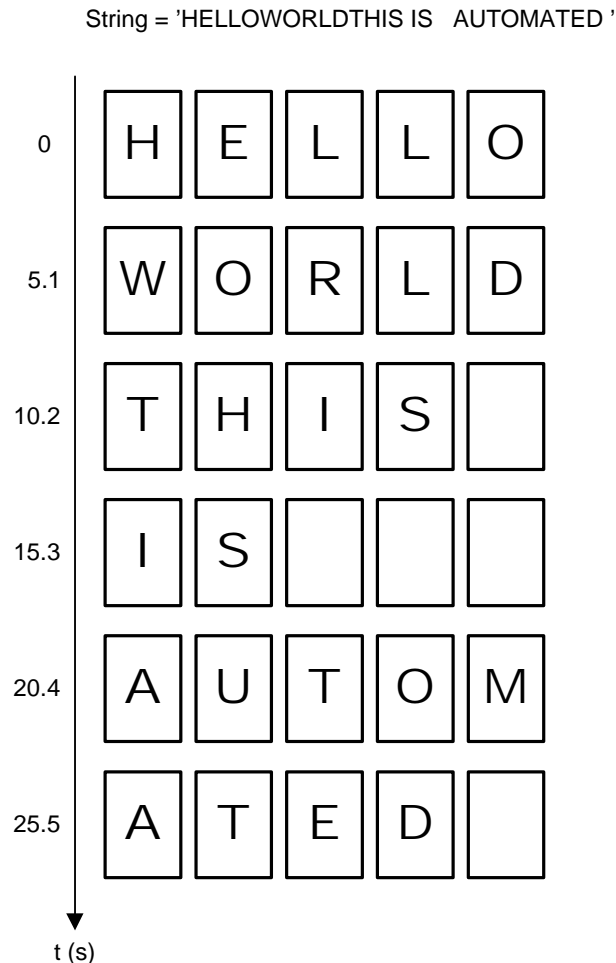 String = 'HELLOWORLDTHIS IS   AUTOMATED '
0 H E L L O
5.1 W O R L D
10.2 T H I S
15.3 I S
20.4 A U T O M
25.5 A T E D
t (s)